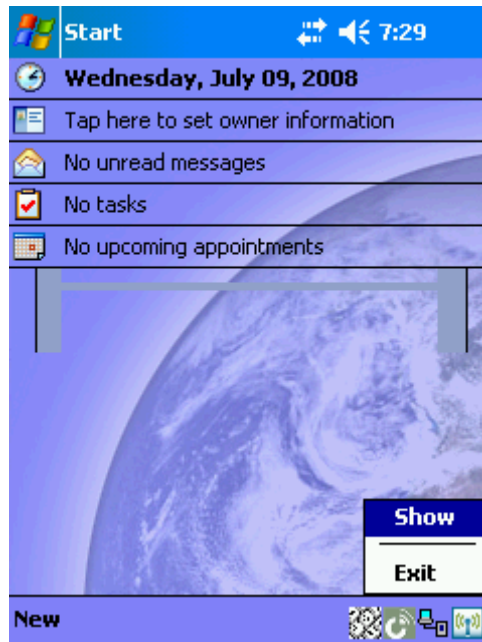 Start 7:29
Wednesday, July 09, 2008
Tap here to set owner information
No unread messages
No tasks
No upcoming appointments
Show
Exit
New